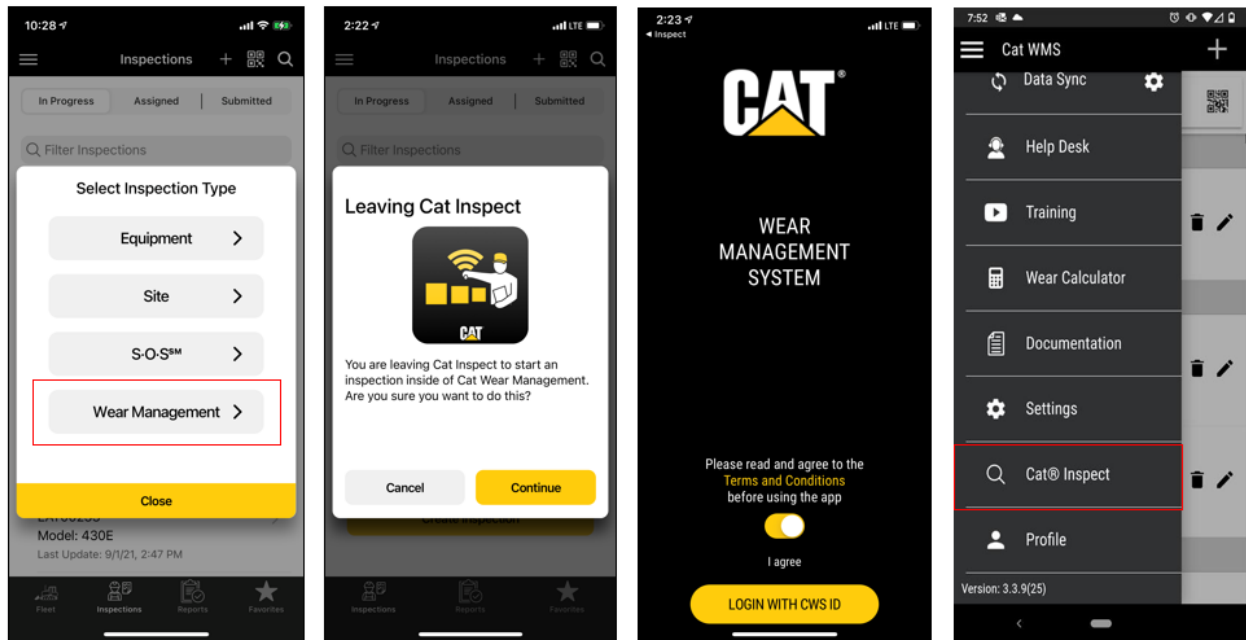 10:28
Inspections
In Progress Assigned Submitted
Filter Inspections
Select Inspection Type
Equipment
Site
S·O·S℠
Wear Management
Close
Model: 430E
Last Update: 9/1/21, 2:47 PM
Fleet Inspections Reports Favorites
2:22 LTE
Inspections
In Progress Assigned Submitted
Filter Inspections
Leaving Cat Inspect
CAT
You are leaving Cat Inspect to start an
inspection inside of Cat Wear Management.
Are you sure you want to do this?
Cancel Continue
Create Inspection
Inspections Reports Favorites
2:23 LTE
Inspect
CAT®
WEAR
MANAGEMENT
SYSTEM
Please read and agree to the
Terms and Conditions
before using the app
I agree
LOGIN WITH CWS ID
7:52
Cat WMS
Data Sync
Help Desk
Training
Wear Calculator
Documentation
Settings
Cat® Inspect
Profile
Version: 3.3.9(25)